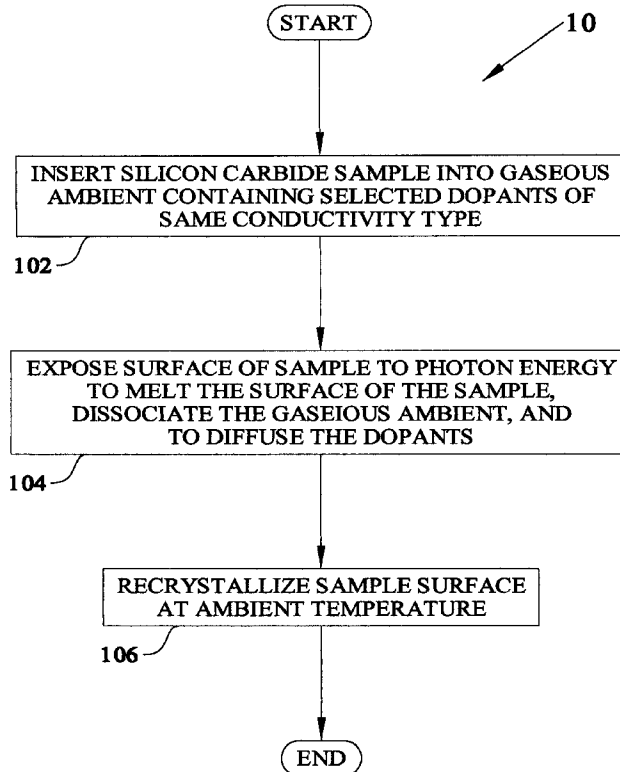 START
10
INSERT SILICON CARBIDE SAMPLE INTO GASEOUS
AMBIENT CONTAINING SELECTED DOPANTS OF
SAME CONDUCTIVITY TYPE
102
EXPOSE SURFACE OF SAMPLE TO PHOTON ENERGY
TO MELT THE SURFACE OF THE SAMPLE,
DISSOCIATE THE GASEIOUS AMBIENT, AND
TO DIFFUSE THE DOPANTS
104
RECRYSTALLIZE SAMPLE SURFACE
AT AMBIENT TEMPERATURE
106
END